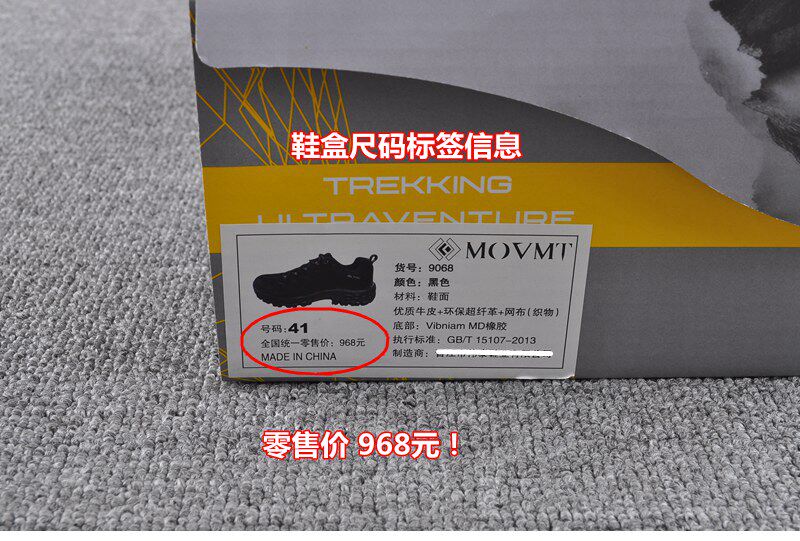 鞋盒尺码标签信息
TREKKING
ULTRAVENTURE
MOVMT
货号：9068
颜色：黑色
材料：鞋面
优质牛皮+环保超纤革+网布(织物)
底部：Vibniam MD橡胶
执行标准：GB/T 15107-2013
制造商：
号码：41
全国统一零售价：968元
MADE IN CHINA
零售价 968元！